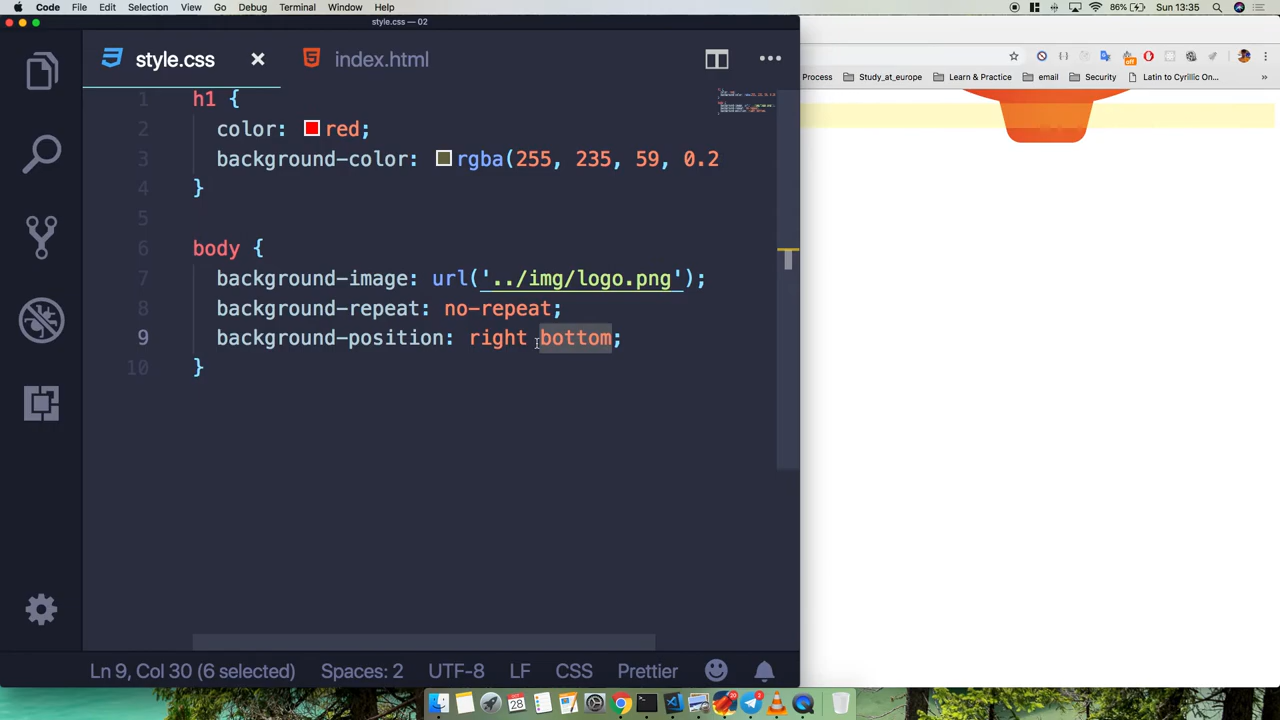 Code File Edit Selection View Go Debug Terminal Window Help 86% Sun 13:35
style.css — 02
style.css index.html
Process Study_at_europe Learn & Practice email Security Latin to Cyrillic On...
off
1 h1 {
2 color: red;
3 background-color: rgba(255, 235, 59, 0.2
4 }
5
6 body {
7 background-image: url('../img/logo.png');
8 background-repeat: no-repeat;
9 background-position: right bottom;
10 }
Ln 9, Col 30 (6 selected) Spaces: 2 UTF-8 LF CSS Prettier
28 20 2